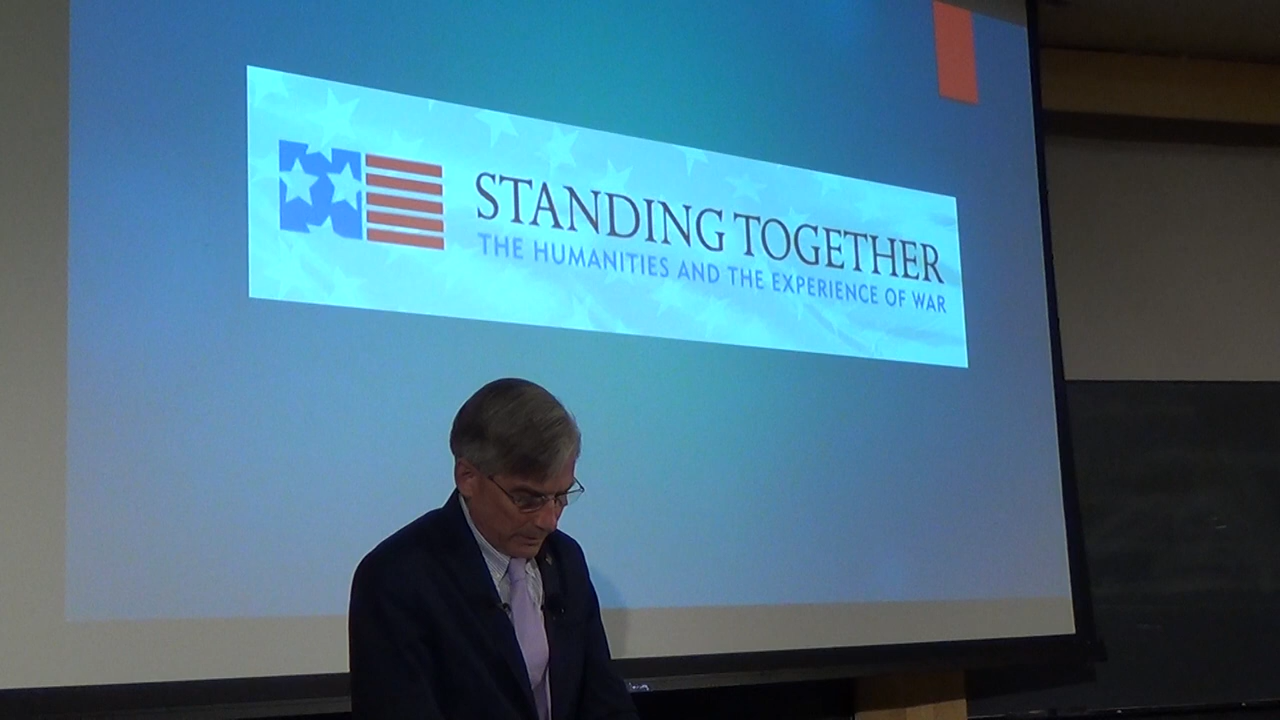 STANDING TOGETHER
THE HUMANITIES AND THE EXPERIENCE OF WAR